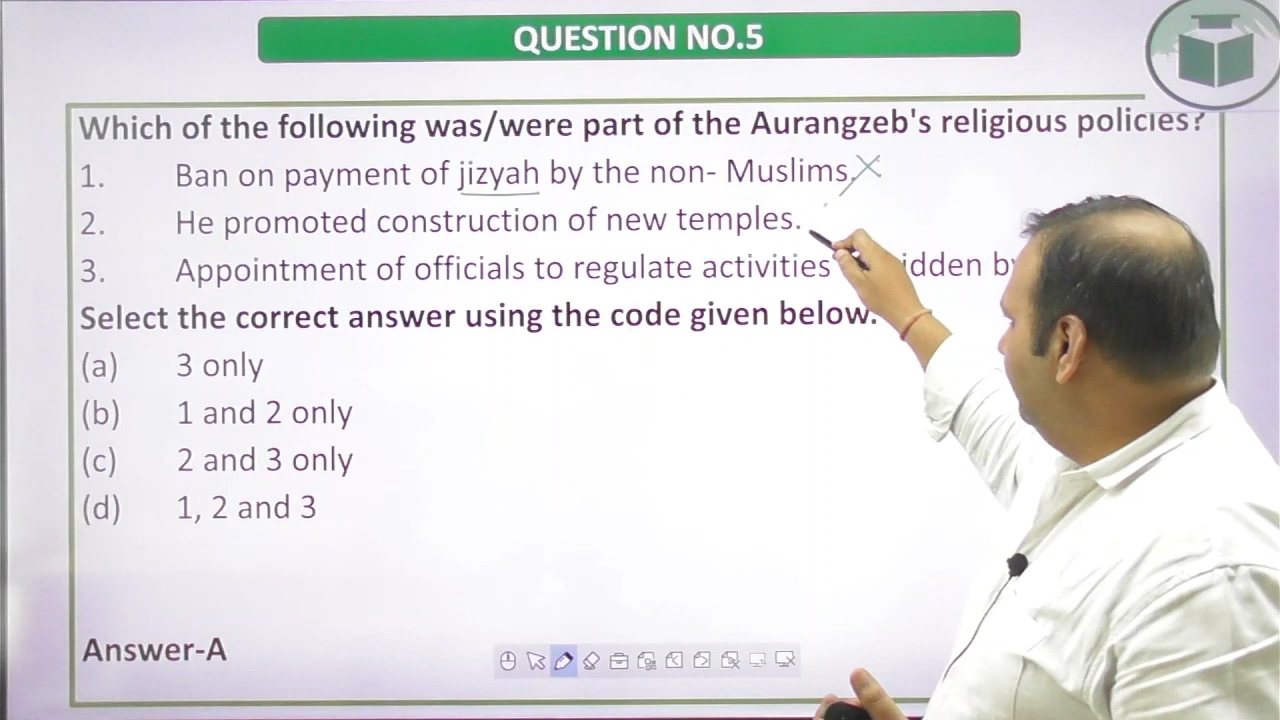 QUESTION NO.5
Which of the following was/were part of the Aurangzeb's religious policies?
1. Ban on payment of jizyah by the non- Muslims.
2. He promoted construction of new temples.
3. Appointment of officials to regulate activities
Select the correct answer using the code given below.
(a) 3 only
(b) 1 and 2 only
(c) 2 and 3 only
(d) 1, 2 and 3
Answer-A